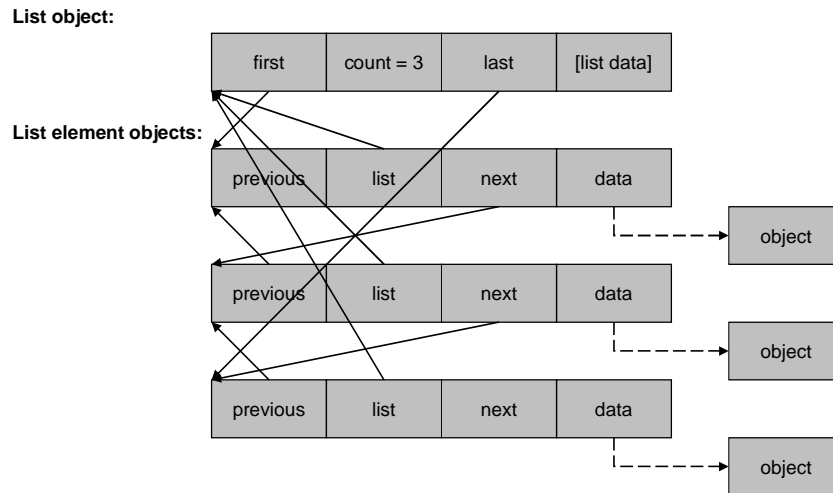 List object:
first count = 3 last [list data]
List element objects:
previous list next data
object
previous list next data
object
previous list next data
object